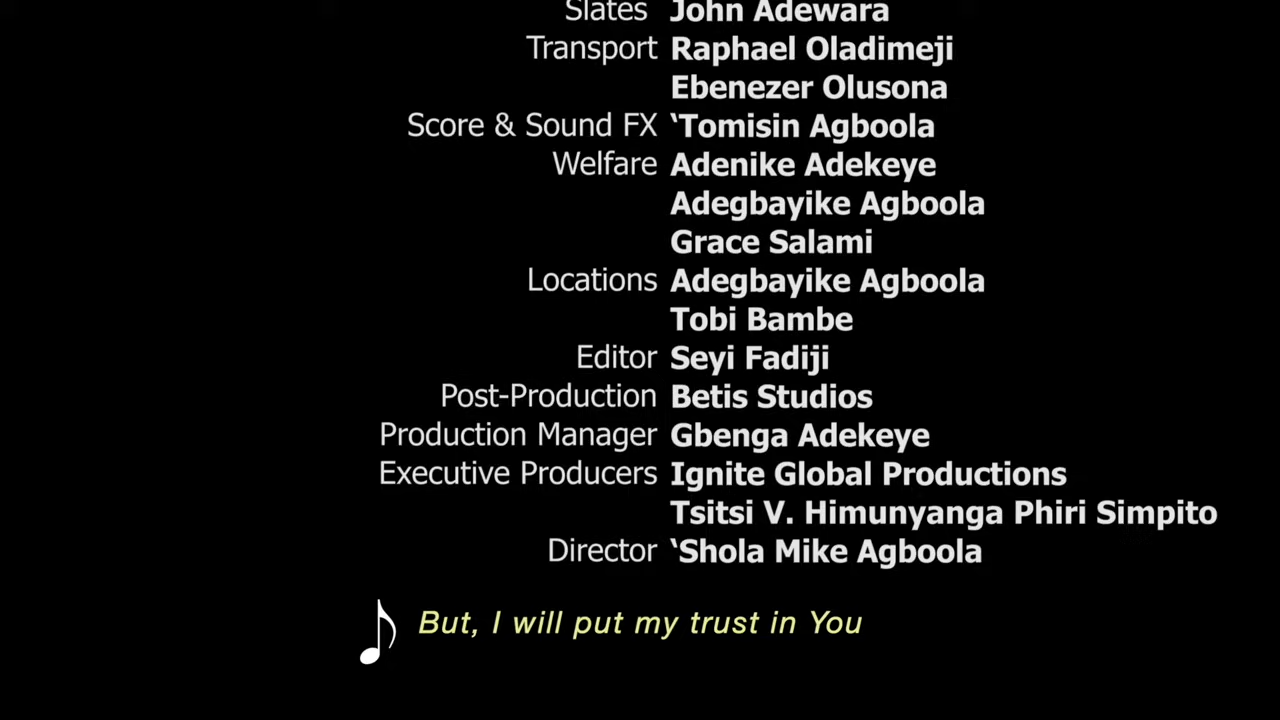 Slates John Adewara
Transport Raphael Oladimeji
Ebenezer Olusona
Score & Sound FX ‘Tomisin Agboola
Welfare Adenike Adekeye
Adegbayike Agboola
Grace Salami
Locations Adegbayike Agboola
Tobi Bambe
Editor Seyi Fadiji
Post-Production Betis Studios
Production Manager Gbenga Adekeye
Executive Producers Ignite Global Productions
Tsitsi V. Himunyanga Phiri Simpito
Director ‘Shola Mike Agboola
But, I will put my trust in You